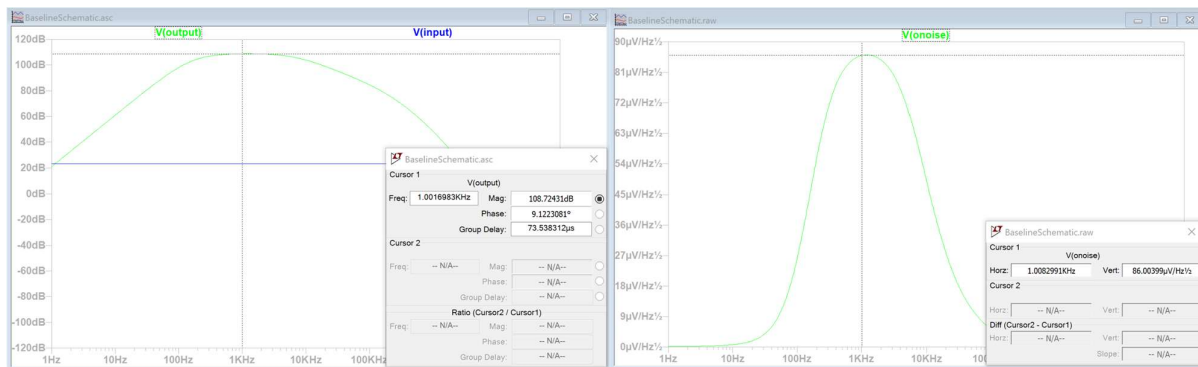 BaselineSchematic.asc
V(output) V(input)
120dB
100dB
80dB
60dB
40dB
20dB
0dB
-20dB
-40dB
-60dB
-80dB
-100dB
-120dB
1Hz 10Hz 100Hz 1KHz 10KHz 100KHz
BaselineSchematic.asc
Cursor 1
V(output)
Freq: 1.0016983KHz Mag: 108.72431dB
Phase: 9.1223081°
Group Delay: 73.538312µs
Cursor 2
Freq: -- N/A-- Mag: -- N/A--
Phase: -- N/A--
Group Delay: -- N/A--
Ratio (Cursor2 / Cursor1)
Freq: -- N/A-- Mag: -- N/A--
Phase: -- N/A--
Group Delay: -- N/A--
BaselineSchematic.raw
V(onoise)
90µV/Hz½
81µV/Hz½
72µV/Hz½
63µV/Hz½
54µV/Hz½
45µV/Hz½
36µV/Hz½
27µV/Hz½
18µV/Hz½
9µV/Hz½
0µV/Hz½
1Hz 10Hz 100Hz 1KHz 10KHz
BaselineSchematic.raw
Cursor 1
V(onoise)
Horz: 1.0082991KHz Vert: 86.00399µV/Hz½
Cursor 2
Horz: -- N/A-- Vert: -- N/A--
Diff (Cursor2 - Cursor1)
Horz: -- N/A-- Vert: -- N/A--
Slope: -- N/A--